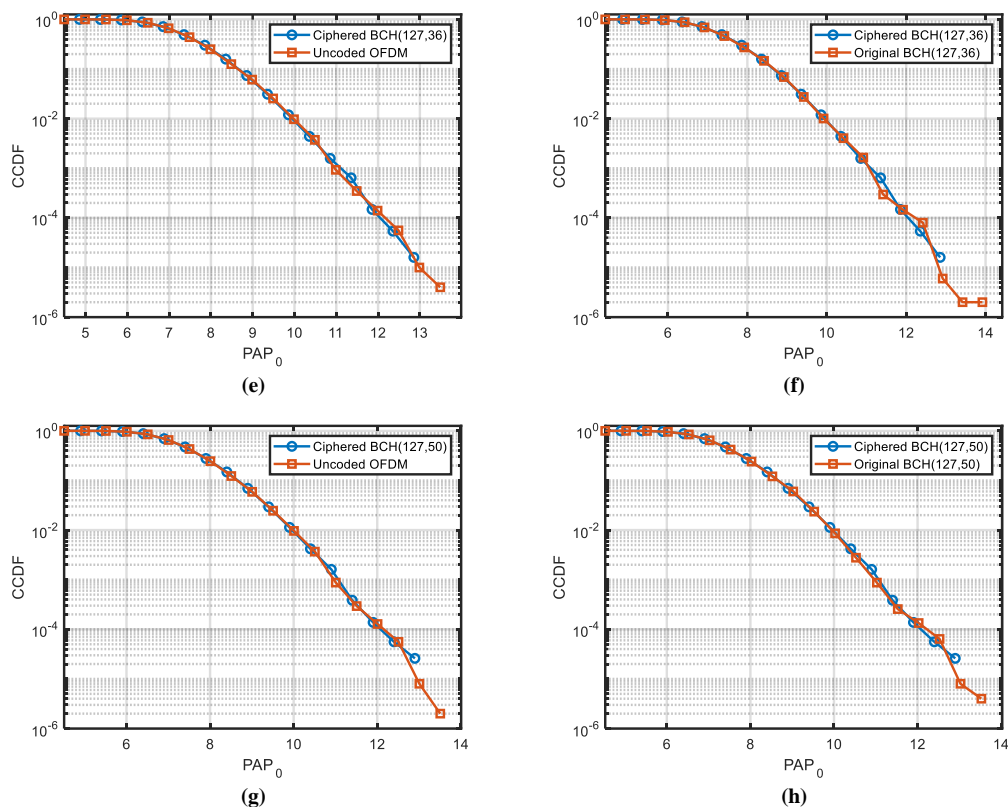 10^0
10^-2
10^-4
10^-6
CCDF
Ciphered BCH(127,36)
Uncoded OFDM
5 6 7 8 9 10 11 12 13
PAP_0
(e)
10^0
10^-2
10^-4
10^-6
CCDF
Ciphered BCH(127,36)
Original BCH(127,36)
6 8 10 12 14
PAP_0
(f)
10^0
10^-2
10^-4
10^-6
CCDF
Ciphered BCH(127,50)
Uncoded OFDM
6 8 10 12 14
PAP_0
(g)
10^0
10^-2
10^-4
10^-6
CCDF
Ciphered BCH(127,50)
Original BCH(127,50)
6 8 10 12 14
PAP_0
(h)